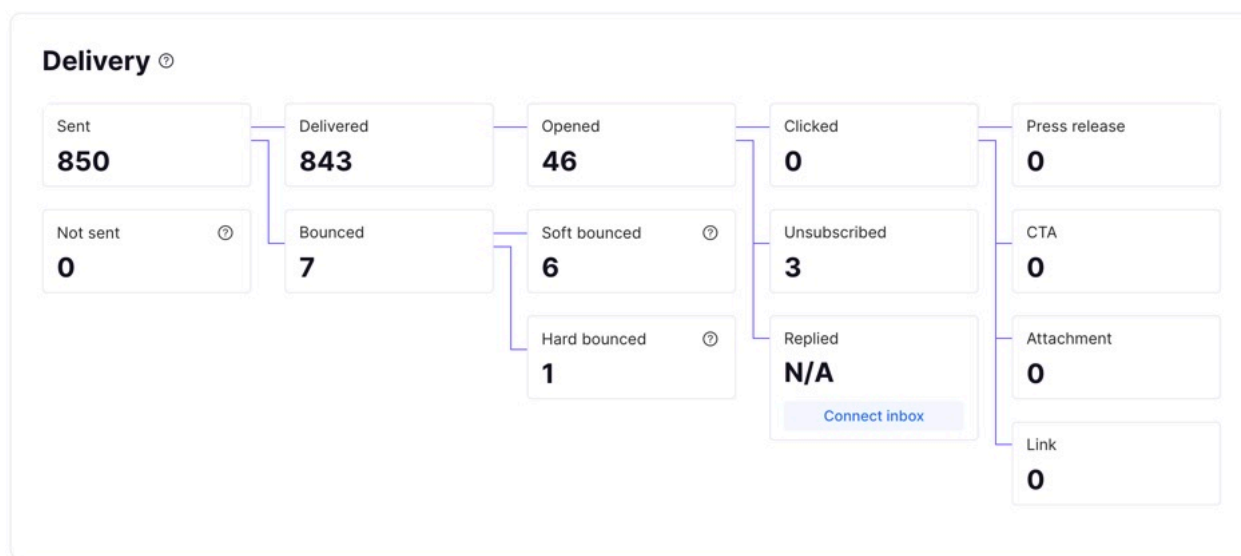 Delivery
Sent
850
Delivered
843
Opened
46
Clicked
0
Press release
0
Not sent
0
Bounced
7
Soft bounced
6
Unsubscribed
3
CTA
0
Hard bounced
1
Replied
N/A
Connect inbox
Attachment
0
Link
0